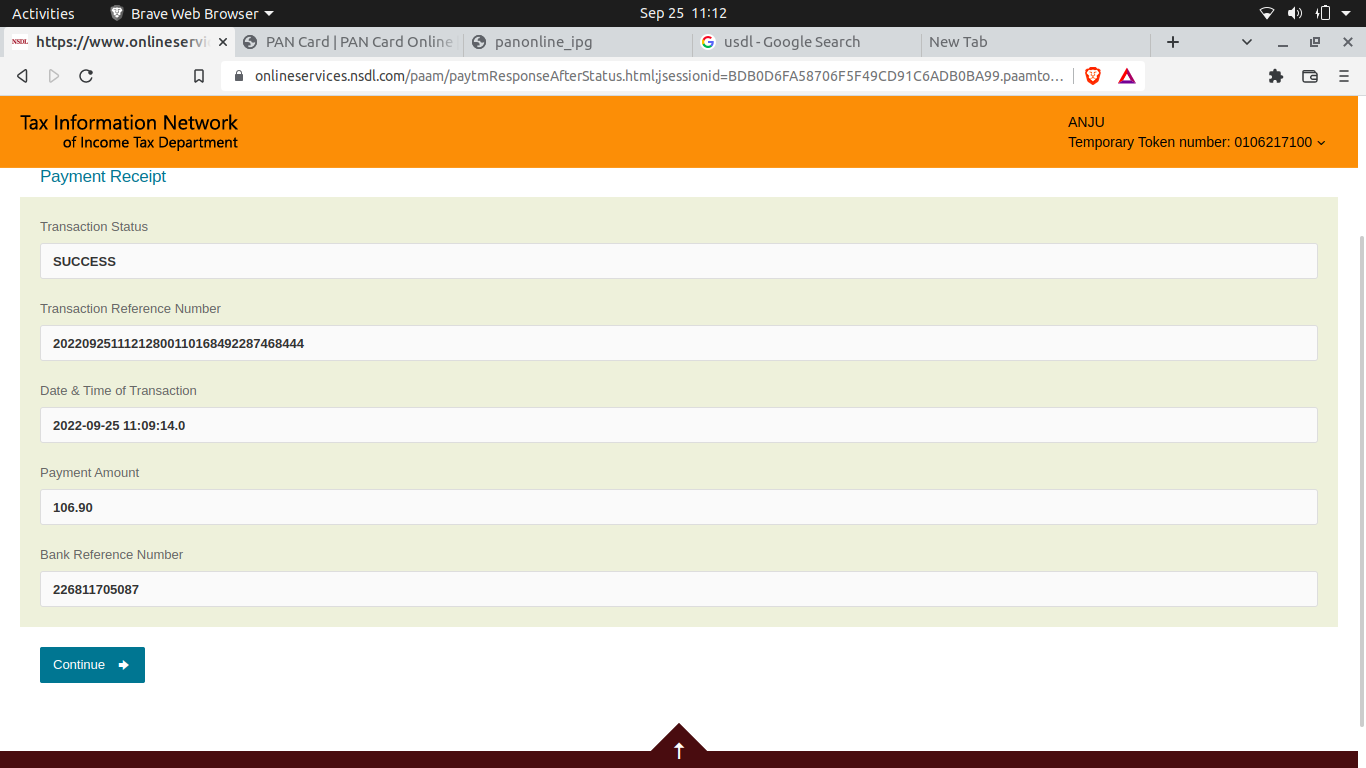 Activities Brave Web Browser Sep 25 11:12
NSDL https://www.onlineservi PAN Card | PAN Card Online panonline_ipg usdl - Google Search New Tab
onlineservices.nsdl.com/paam/paytmResponseAfterStatus.html;jsessionid=BDB0D6FA58706F5F49CD91C6ADB0BA99.paamto...
Tax Information Network
of Income Tax Department
ANJU
Temporary Token number: 0106217100
Payment Receipt
Transaction Status
SUCCESS
Transaction Reference Number
20220925111212800110168492287468444
Date & Time of Transaction
2022-09-25 11:09:14.0
Payment Amount
106.90
Bank Reference Number
226811705087
Continue